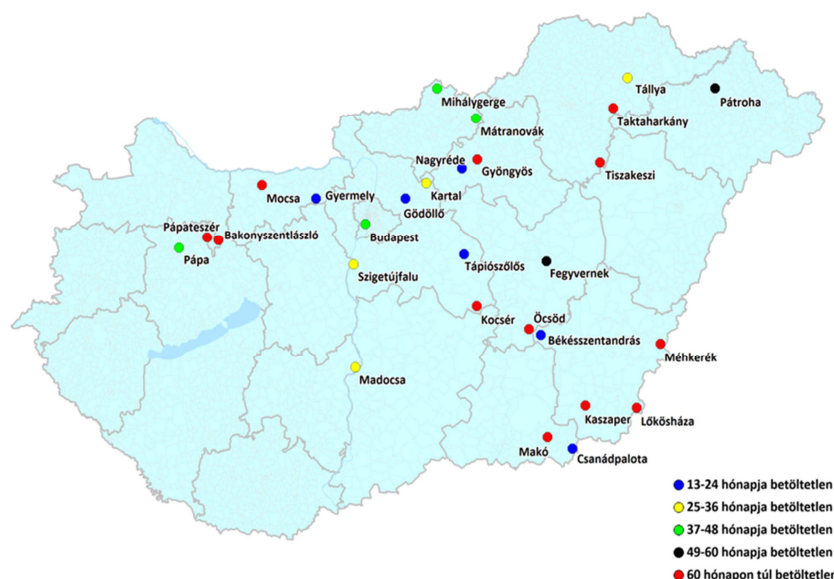 Mihálygerge
Tállya
Pátroha
Taktaharkány
Mátranovák
Nagyréde
Gyöngyös
Tiszakeszi
Mocsa
Gyermely
Kartal
Gödöllő
Pápateszér
Bakonyszentlászló
Budapest
Pápa
Szigetújfalu
Tápiószőlős
Fegyvernek
Kocsér
Öcsöd
Békésszentandrás
Méhkerék
Madocsa
Kaszaper
Lőkösháza
Makó
Csanádpalota
13-24 hónapja betöltetlen
25-36 hónapja betöltetlen
37-48 hónapja betöltetlen
49-60 hónapja betöltetlen
60 hónapon túl betöltetlen